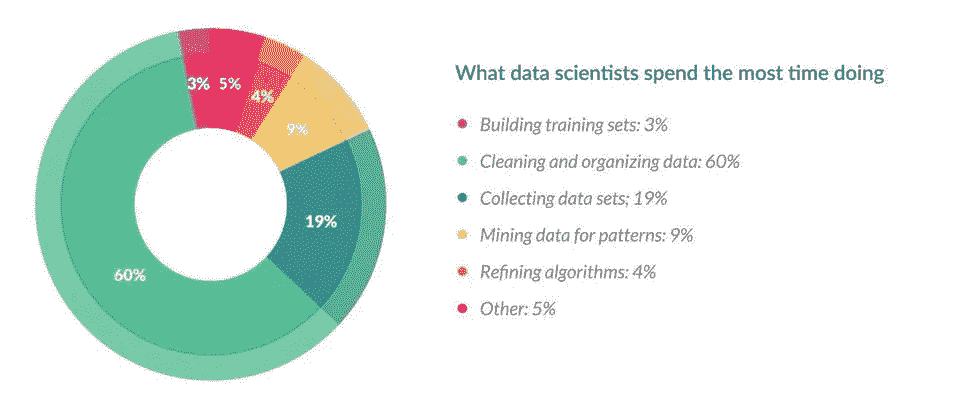 3% 5%
4%
9%
19%
60%
What data scientists spend the most time doing
Building training sets: 3%
Cleaning and organizing data: 60%
Collecting data sets; 19%
Mining data for patterns: 9%
Refining algorithms: 4%
Other: 5%